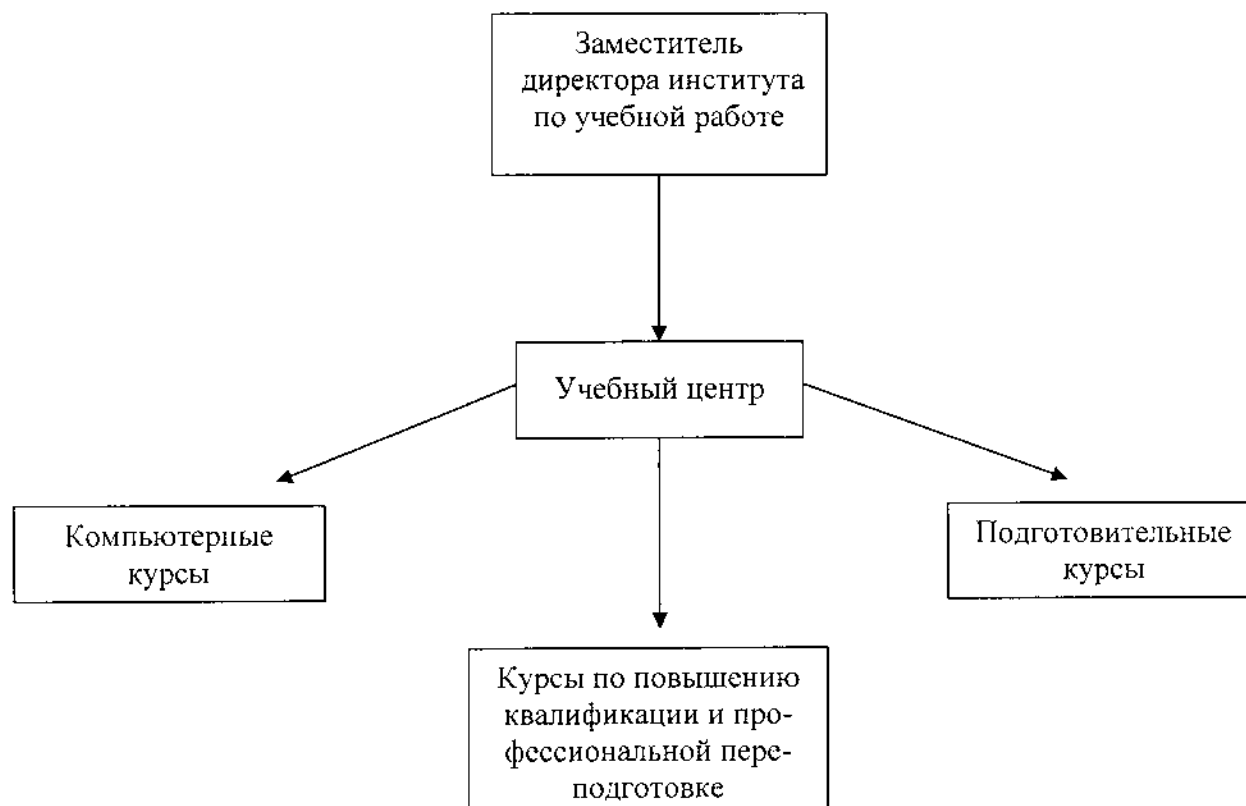 Заместитель
директора института
по учебной работе
Учебный центр
Компьютерные
курсы
Подготовительные
курсы
Курсы по повышению
квалификации и про-
фессиональной пере-
подготовке